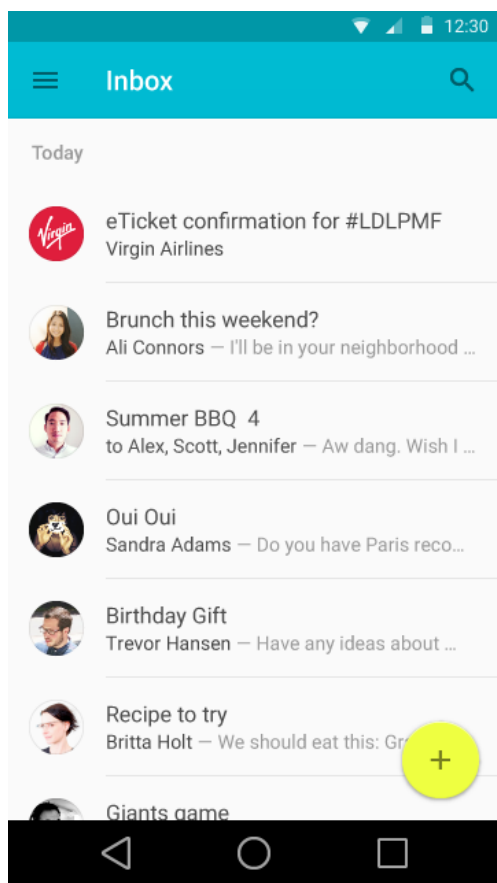 12:30
Inbox
Today
Virgin
eTicket confirmation for #LDLPMF
Virgin Airlines
Brunch this weekend?
Ali Connors — I'll be in your neighborhood ...
Summer BBQ 4
to Alex, Scott, Jennifer — Aw dang. Wish I ...
Oui Oui
Sandra Adams — Do you have Paris reco...
Birthday Gift
Trevor Hansen — Have any ideas about ...
Recipe to try
Britta Holt — We should eat this: Gr
Giants game